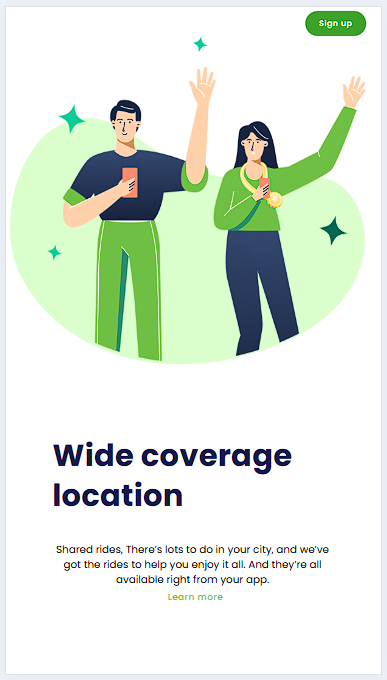 Sign up
Wide coverage
location
Shared rides, There's lots to do in your city, and we've
got the rides to help you enjoy it all. And they're all
available right from your app.
Learn more